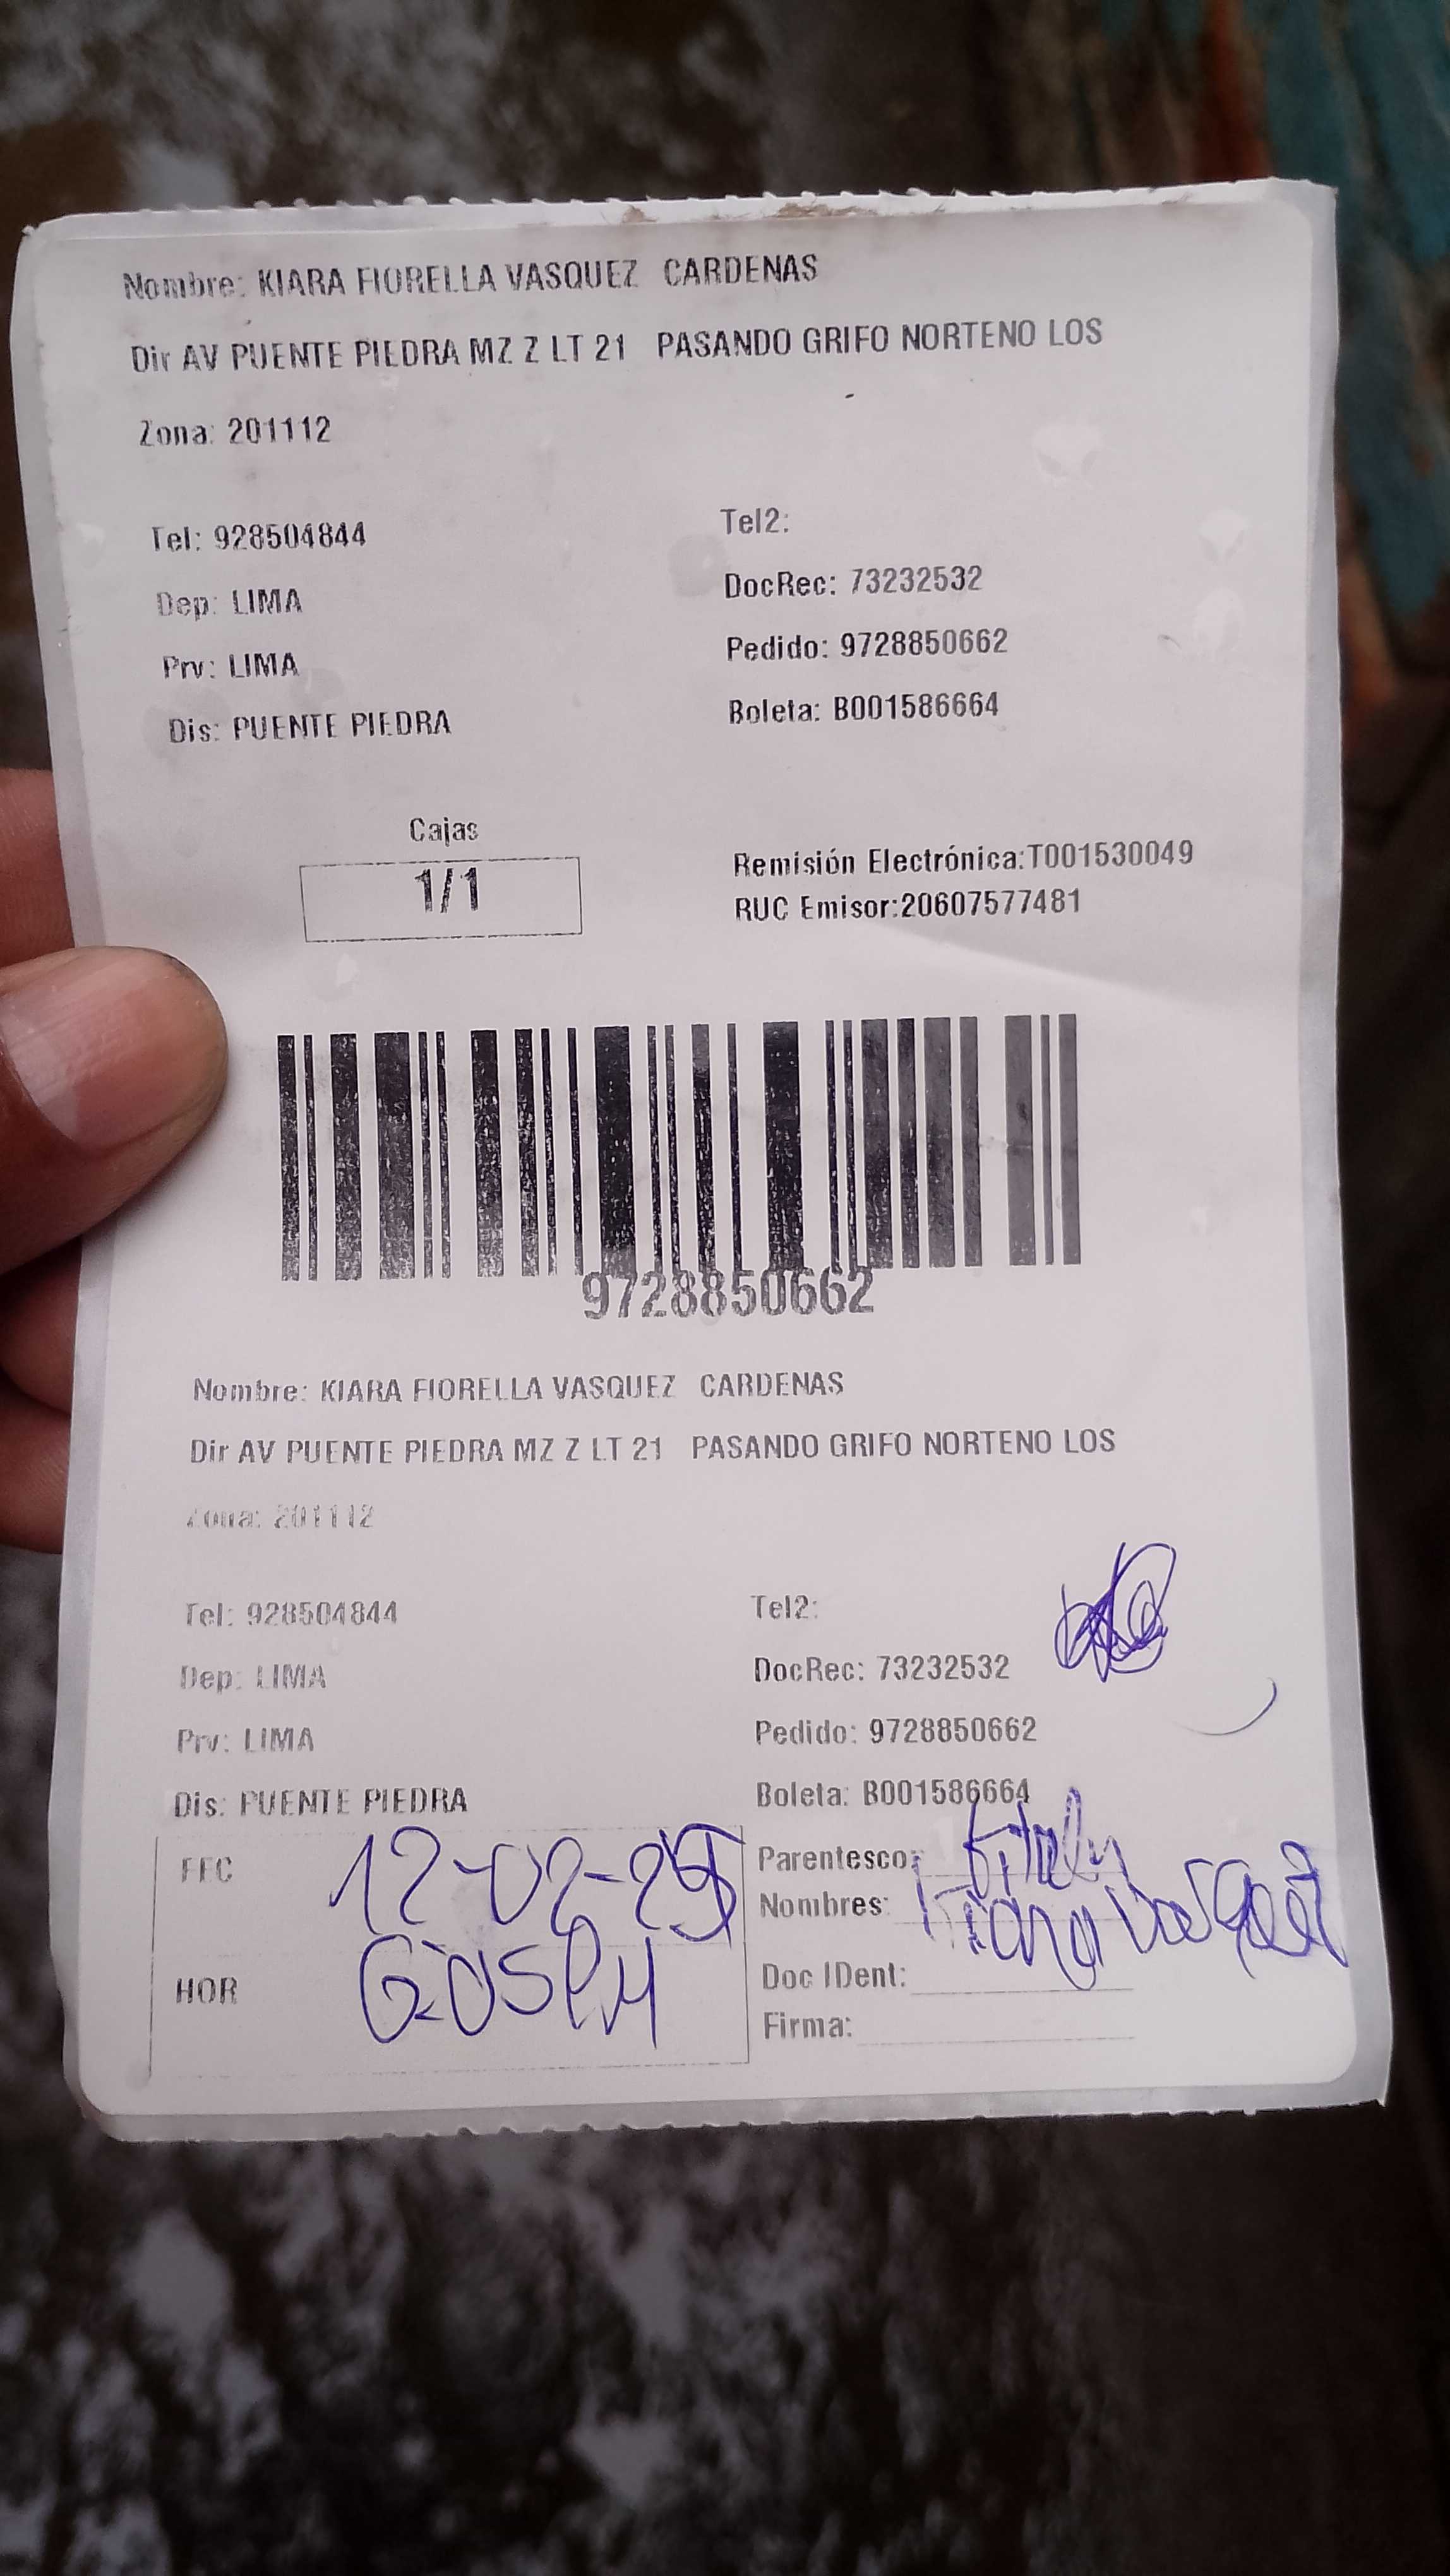 Nombre: KIARA FIORELLA VASQUEZ CARDENAS
Dir AV PUENTE PIEDRA MZ Z LT 21 PASANDO GRIFO NORTENO LOS
Zona: 201112
Tel: 928504844 Tel2:
Dep: LIMA DocRec: 73232532
Prv: LIMA Pedido: 9728850662
Dis: PUENTE PIEDRA Boleta: B001586664
Cajas
1/1
Remisión Electrónica:T001530049
RUC Emisor:20607577481
9728850662
Nombre: KIARA FIORELLA VASQUEZ CARDENAS
Dir AV PUENTE PIEDRA MZ Z LT 21 PASANDO GRIFO NORTENO LOS
Zona: 201112
Tel: 928504844 Tel2:
Dep: LIMA DocRec: 73232532
Prv: LIMA Pedido: 9728850662
Dis: PUENTE PIEDRA Boleta: B001586664
FEC 12-02-25 Parentesco:
Nombres: Kiara
HOR 6:05PM Doc IDent:
Firma: